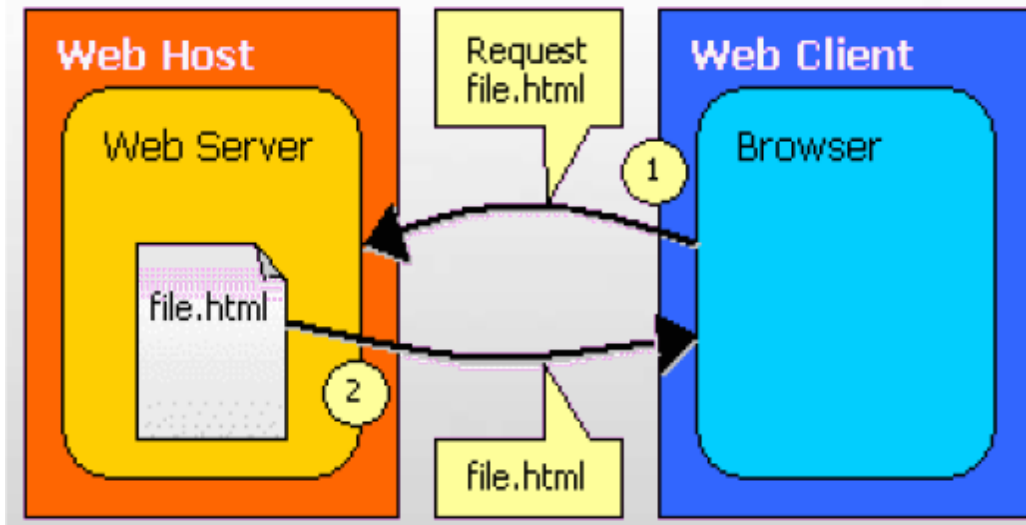 Web Host
Web Server
file.html
2
Request
file.html
1
file.html
Web Client
Browser